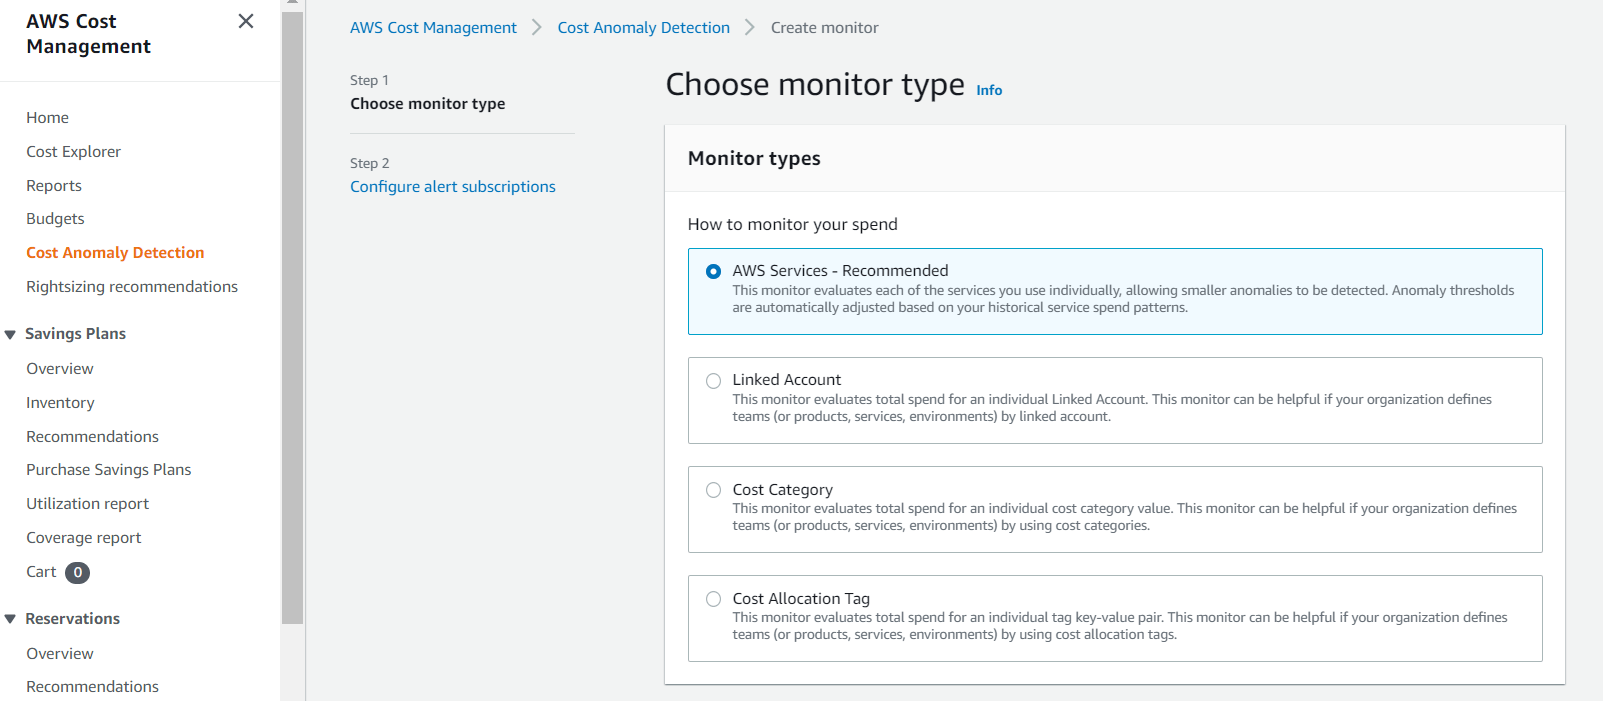 AWS Cost
Management
Home
Cost Explorer
Reports
Budgets
Cost Anomaly Detection
Rightsizing recommendations
Savings Plans
Overview
Inventory
Recommendations
Purchase Savings Plans
Utilization report
Coverage report
Cart 0
Reservations
Overview
Recommendations
AWS Cost Management > Cost Anomaly Detection > Create monitor
Step 1
Choose monitor type
Step 2
Configure alert subscriptions
Choose monitor type Info
Monitor types
How to monitor your spend
AWS Services - Recommended
This monitor evaluates each of the services you use individually, allowing smaller anomalies to be detected. Anomaly thresholds
are automatically adjusted based on your historical service spend patterns.
Linked Account
This monitor evaluates total spend for an individual Linked Account. This monitor can be helpful if your organization defines
teams (or products, services, environments) by linked account.
Cost Category
This monitor evaluates total spend for an individual cost category value. This monitor can be helpful if your organization defines
teams (or products, services, environments) by using cost categories.
Cost Allocation Tag
This monitor evaluates total spend for an individual tag key-value pair. This monitor can be helpful if your organization defines
teams (or products, services, environments) by using cost allocation tags.